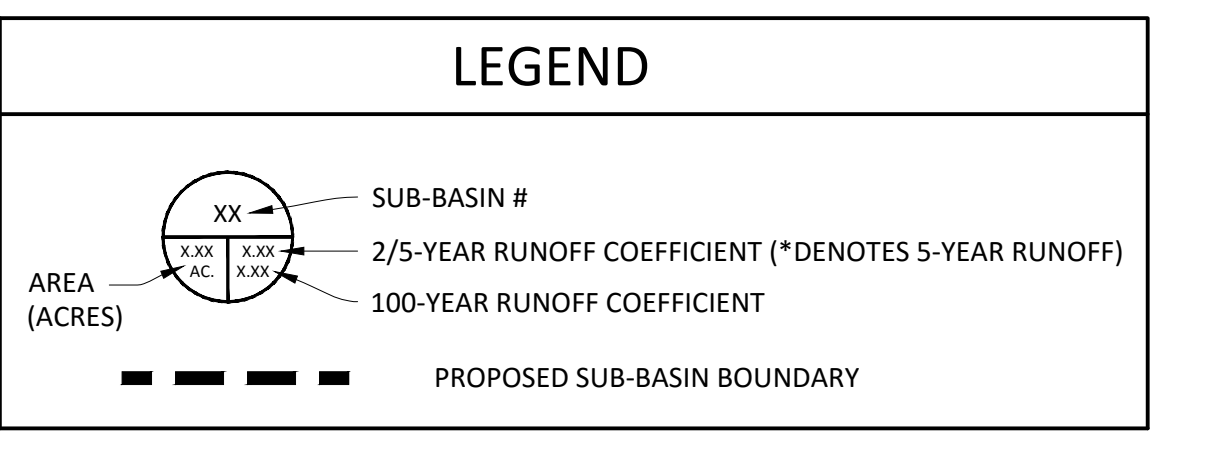 LEGEND
XX
SUB-BASIN #
X.XX
AC.
X.XX
X.XX
2/5-YEAR RUNOFF COEFFICIENT (*DENOTES 5-YEAR RUNOFF)
AREA
(ACRES)
100-YEAR RUNOFF COEFFICIENT
PROPOSED SUB-BASIN BOUNDARY